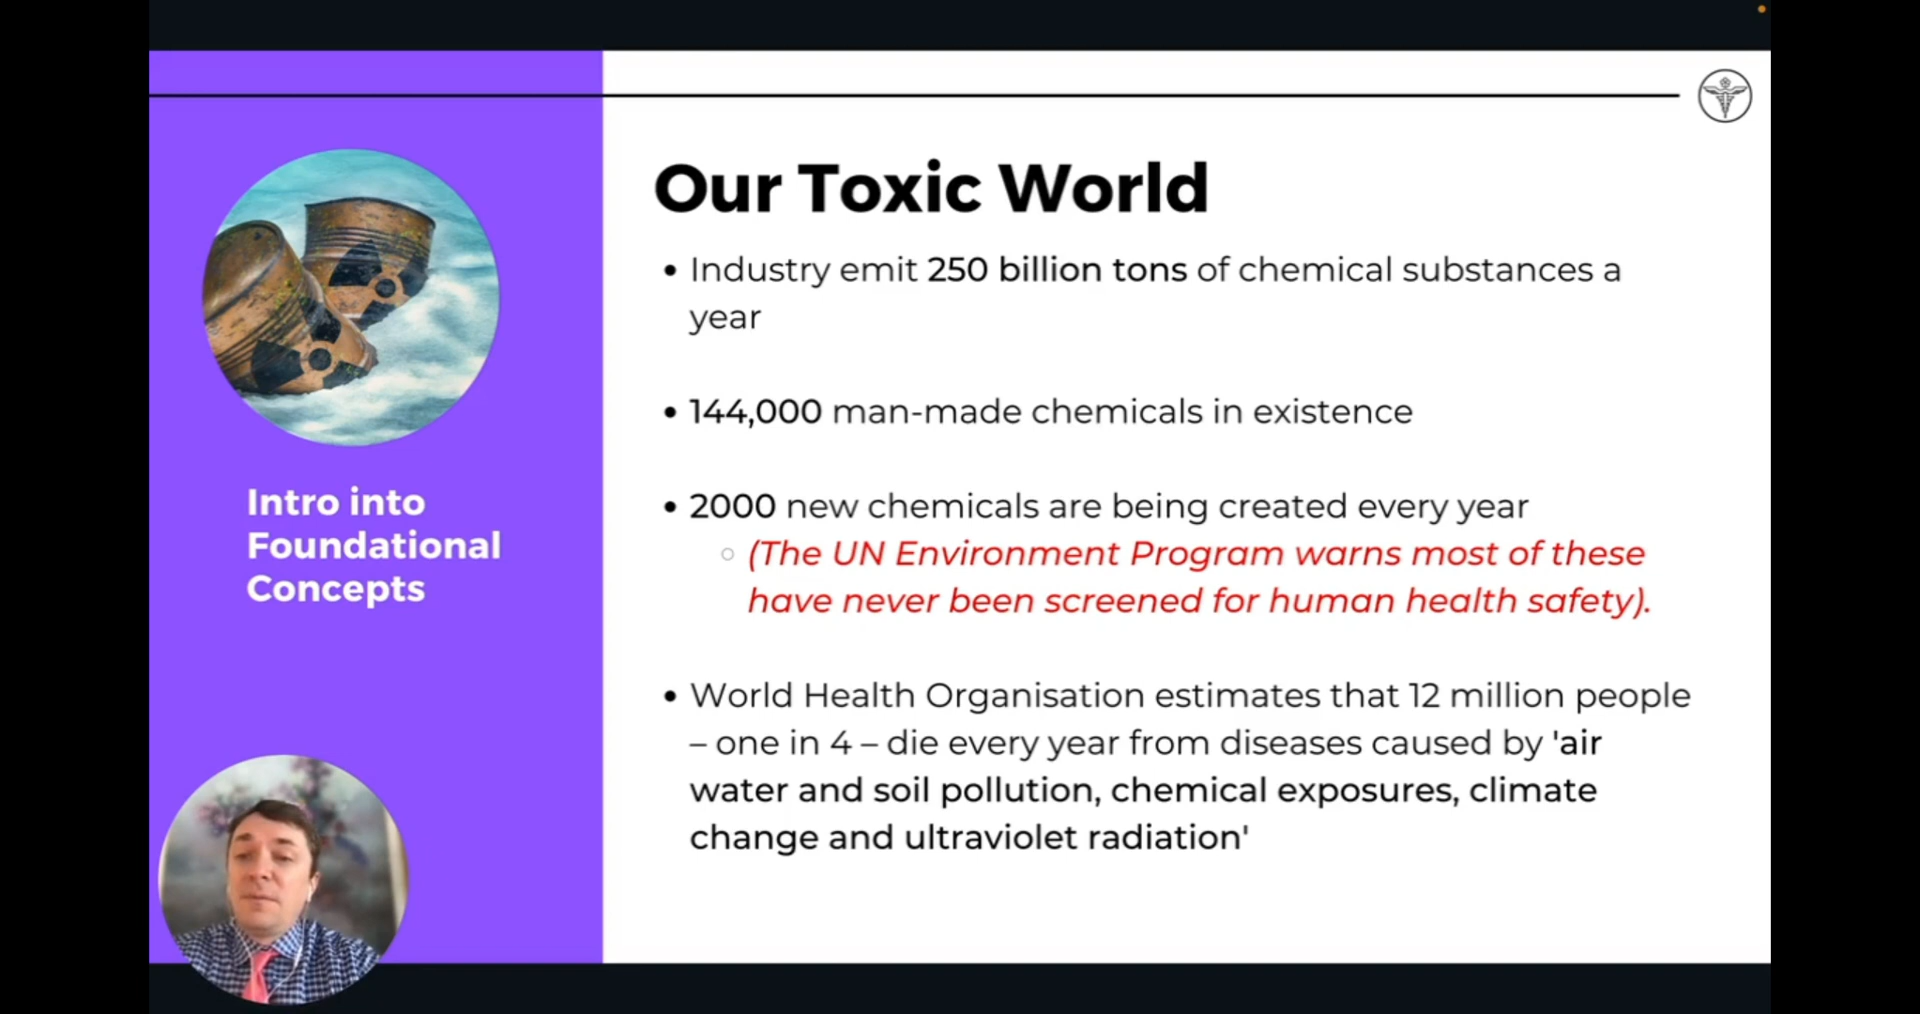 Our Toxic World
Industry emit 250 billion tons of chemical substances a
year
144,000 man-made chemicals in existence
2000 new chemicals are being created every year
(The UN Environment Program warns most of these
have never been screened for human health safety).
World Health Organisation estimates that 12 million people
– one in 4 – die every year from diseases caused by 'air
water and soil pollution, chemical exposures, climate
change and ultraviolet radiation'
Intro into
Foundational
Concepts